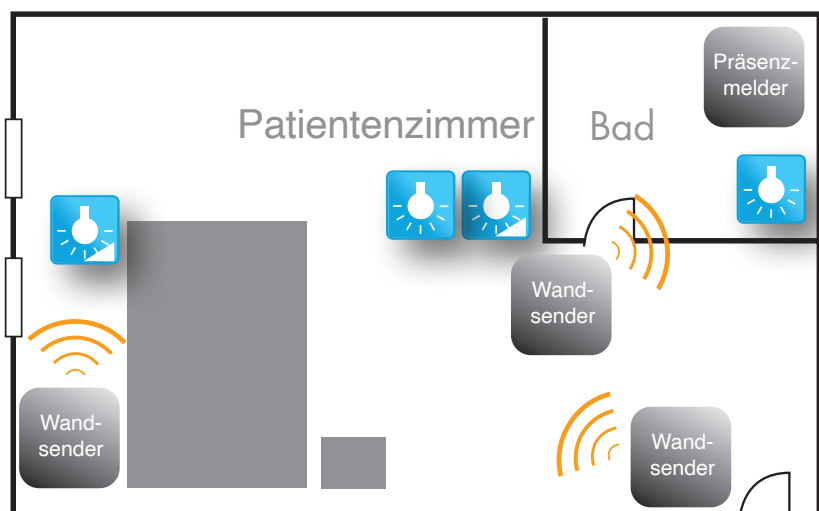 Präsenz-
melder
Patientenzimmer
Bad
Wand-
sender
Wand-
sender
Wand-
sender